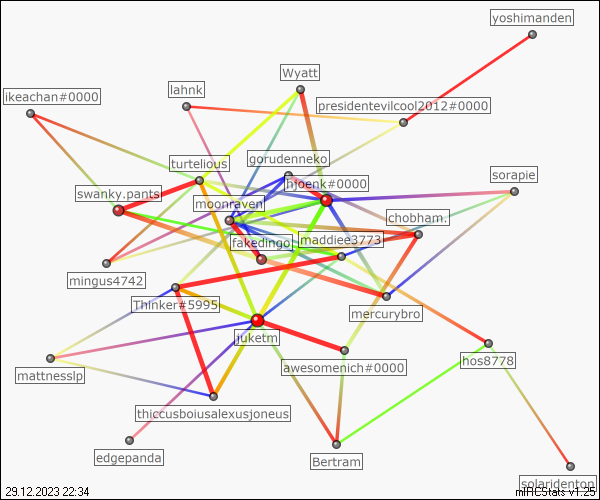 yoshimanden
Wyatt
lahnk
ikeachan#0000
presidentevilcool2012#0000
turtelious
gorudenneko
hjoenk#0000
sorapie
swanky.pants
moonraven
chobham.
fakedingo
maddiee3773
mingus4742
Thinker#5995
mercurybro
juketm
awesomenich#0000
hos8778
mattnesslp
thiccusboiusalexusjoneus
edgepanda
Bertram
solaridenton
29.12.2023 22:34
mIRCStats v1.25